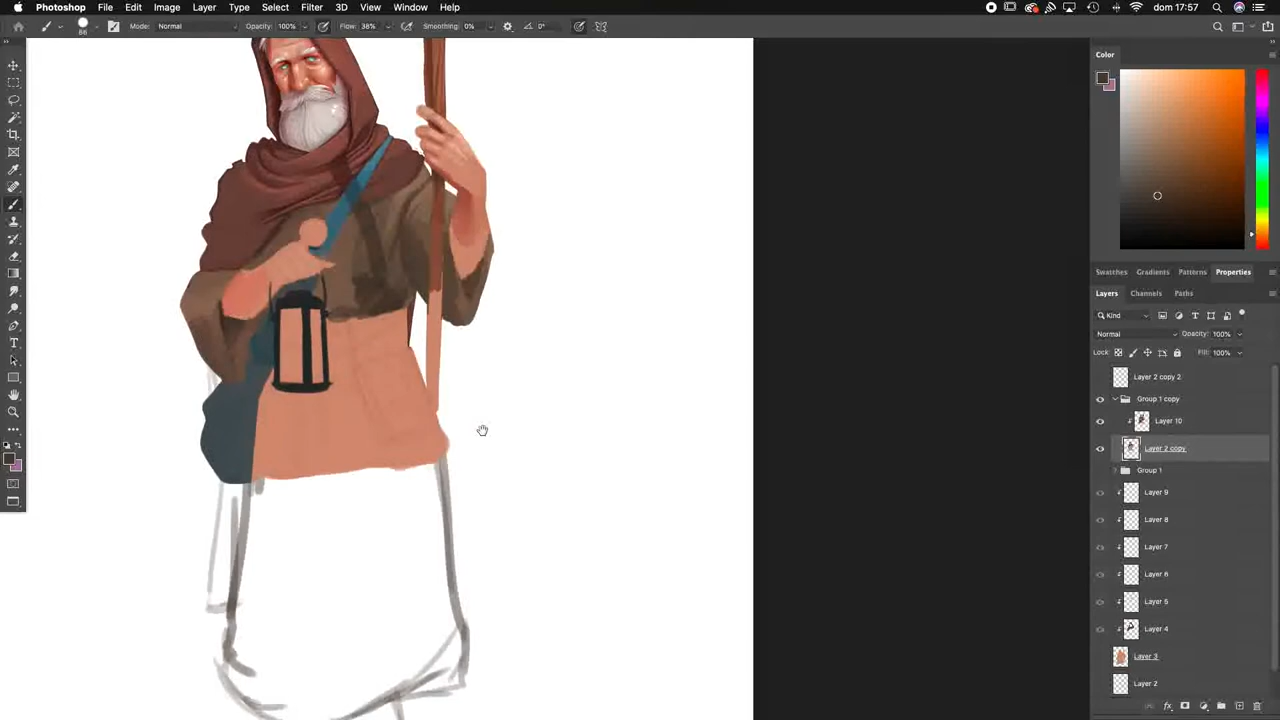 Photoshop File Edit Image Layer Type Select Filter 3D View Window Help dom 17:57
86 Mode: Normal Opacity: 100% Flow: 38% Smoothing: 0% 0°
Color
Swatches Gradients Patterns Properties
Layers Channels Paths
Kind
Normal Opacity: 100%
Lock: Fill: 100%
Layer 2 copy 2
Group 1 copy
Layer 10
Layer 2 copy
Group 1
Layer 9
Layer 8
Layer 7
Layer 6
Layer 5
Layer 4
Layer 3
Layer 2